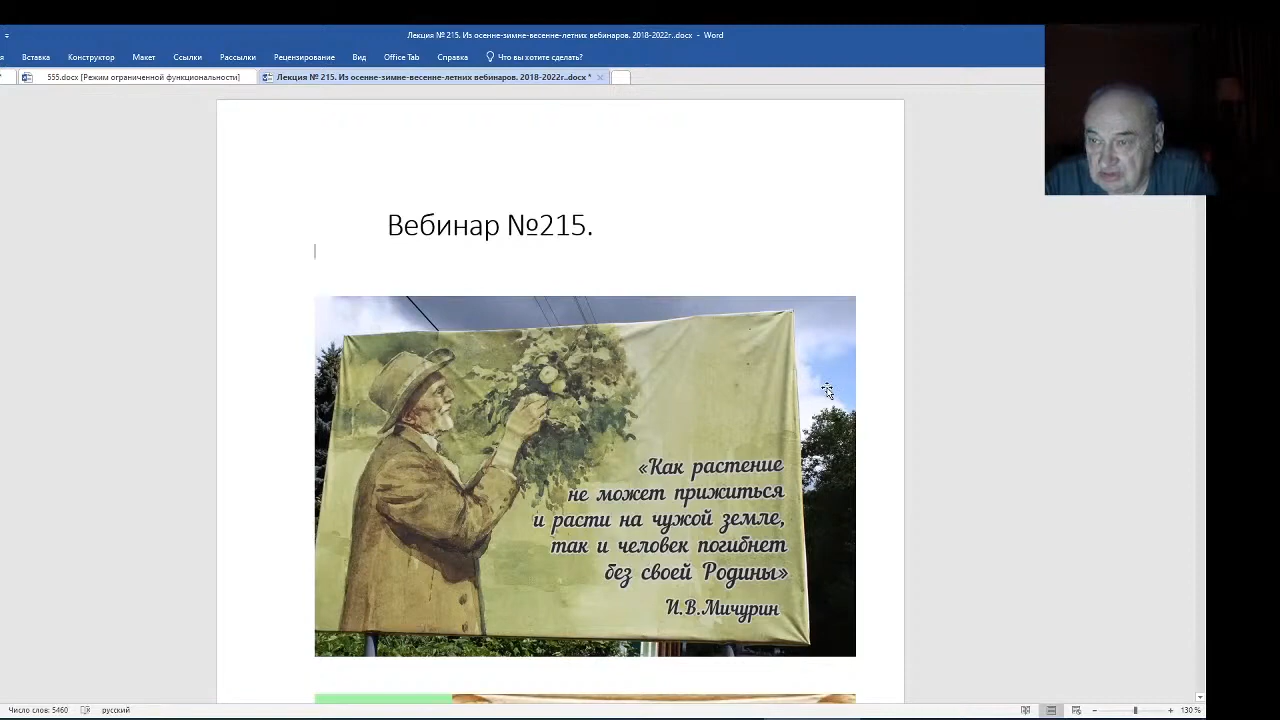 Лекция № 215. Из осенне-зимне-весенне-летних вебинаров. 2018-2022г..docx - Word
Вставка Конструктор Макет Ссылки Рассылки Рецензирование Вид Office Tab Справка Что вы хотите сделать?
555.docx [Режим ограниченной функциональности] Лекция № 215. Из осенне-зимне-весенне-летних вебинаров. 2018-2022г..docx *
Вебинар №215.
«Как растение
не может прижиться
и расти на чужой земле,
так и человек погибнет
без своей Родины»
И.В.Мичурин
Число слов: 5460 русский 130 %